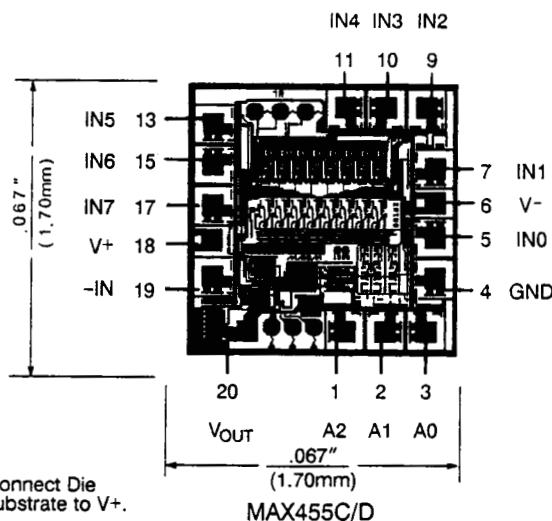 IN4 IN3 IN2
11 10 9
IN5 13
IN6 15
7 IN1
IN7 17
6 V-
V+ 18
5 IN0
-IN 19
4 GND
.067"
(1.70mm)
20 1 2 3
VOUT A2 A1 A0
.067"
(1.70mm)
onnect Die
ubstrate to V+.
MAX455C/D